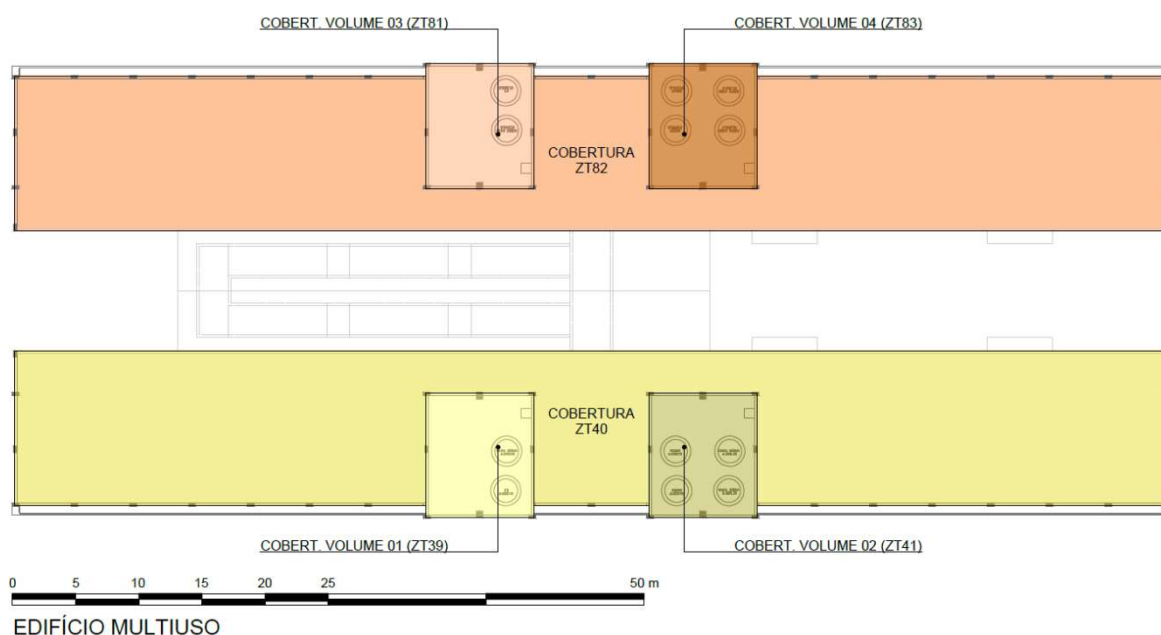 COBERT. VOLUME 03 (ZT81)
COBERT. VOLUME 04 (ZT83)
COBERTURA
ZT82
COBERTURA
ZT40
COBERT. VOLUME 01 (ZT39)
COBERT. VOLUME 02 (ZT41)
0 5 10 15 20 25 50 m
EDIFÍCIO MULTIUSO